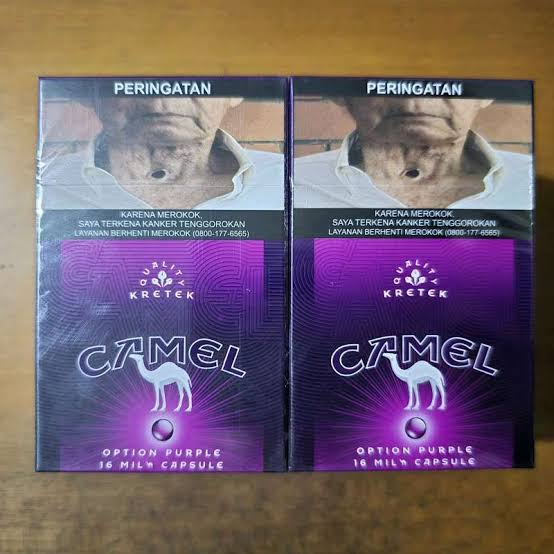 PERINGATAN
KARENA MEROKOK,
SAYA TERKENA KANKER TENGGOROKAN
LAYANAN BERHENTI MEROKOK (0800-177-6565)
QUALITY
KRETEK
CAMEL
OPTION PURPLE
16 MIL'N CAPSULE
PERINGATAN
KARENA MEROKOK,
SAYA TERKENA KANKER TENGGOROKAN
LAYANAN BERHENTI MEROKOK (0800-177-6565)
QUALITY
KRETEK
CAMEL
OPTION PURPLE
16 MIL'N CAPSULE